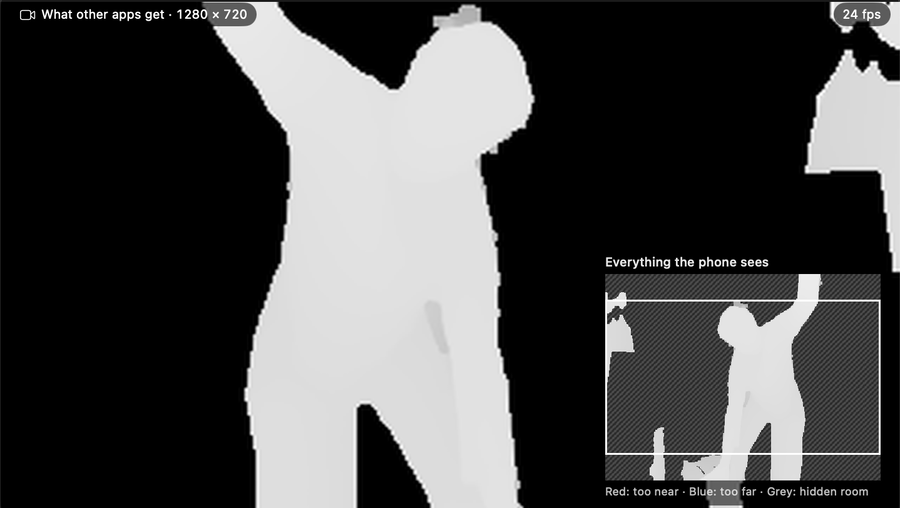 What other apps get · 1280 × 720
24 fps
Everything the phone sees
Red: too near · Blue: too far · Grey: hidden room